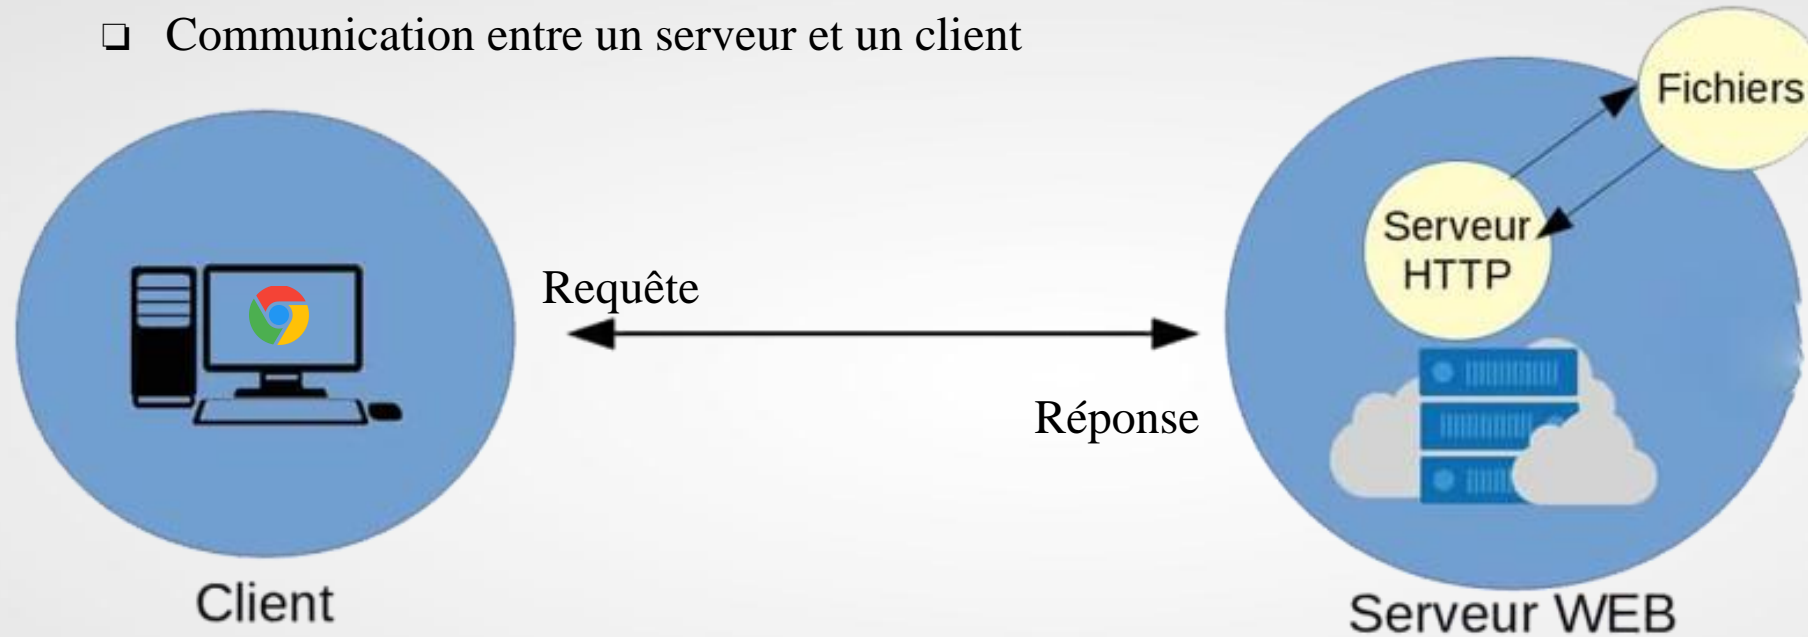 ❏ Communication entre un serveur et un client
Fichiers
Serveur
HTTP
Requête
Réponse
Client
Serveur WEB